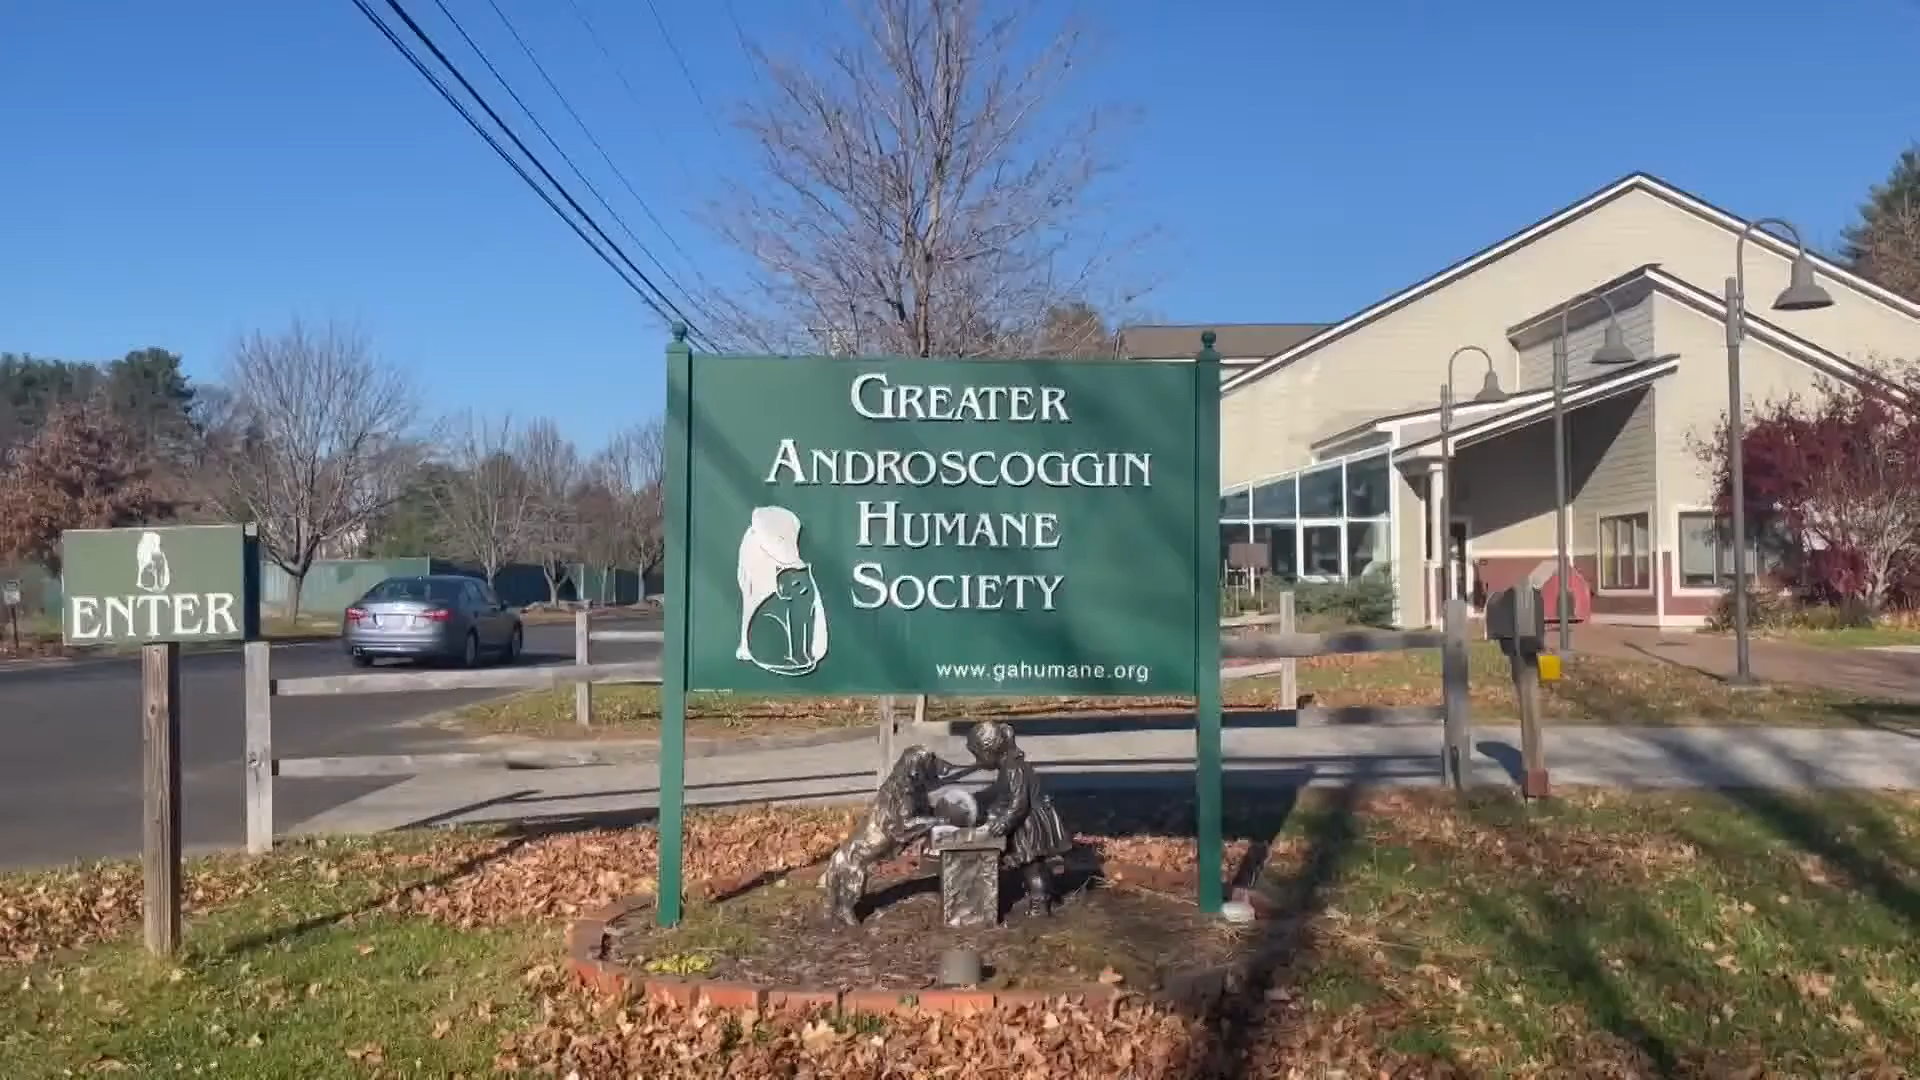 GREATER
ANDROSCOGGIN
HUMANE
SOCIETY
www.gahumane.org
ENTER